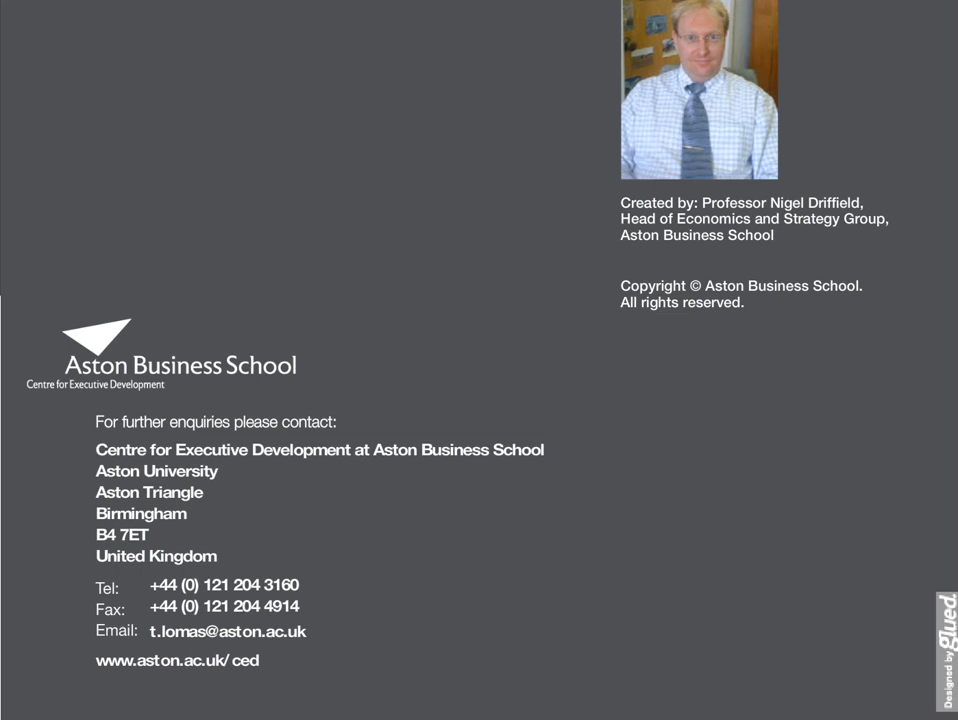 Created by: Professor Nigel Driffield,
Head of Economics and Strategy Group,
Aston Business School
Copyright © Aston Business School.
All rights reserved.
Aston Business School
Centre for Executive Development
For further enquiries please contact:
Centre for Executive Development at Aston Business School
Aston University
Aston Triangle
Birmingham
B4 7ET
United Kingdom
Tel: +44 (0) 121 204 3160
Fax: +44 (0) 121 204 4914
Email: t.lomas@aston.ac.uk
www.aston.ac.uk/ced
Designed by glued.